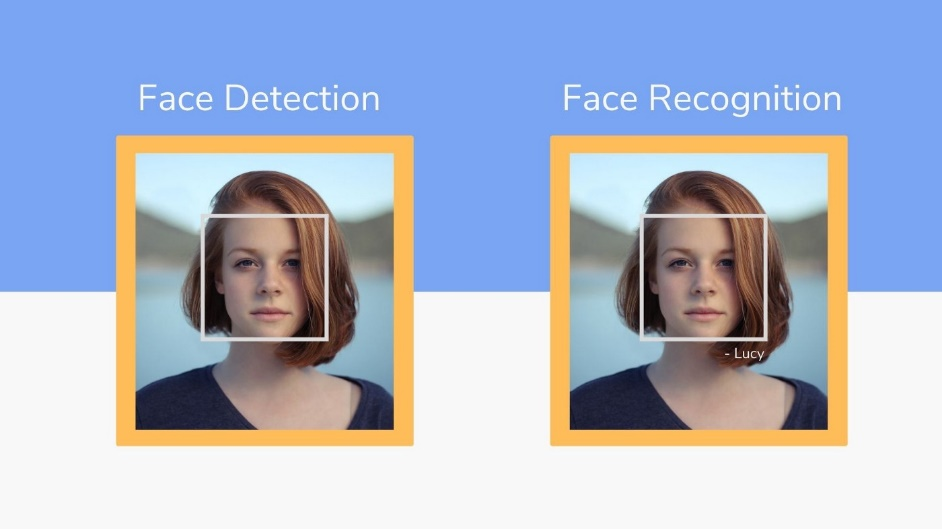 Face Detection
Face Recognition
- Lucy